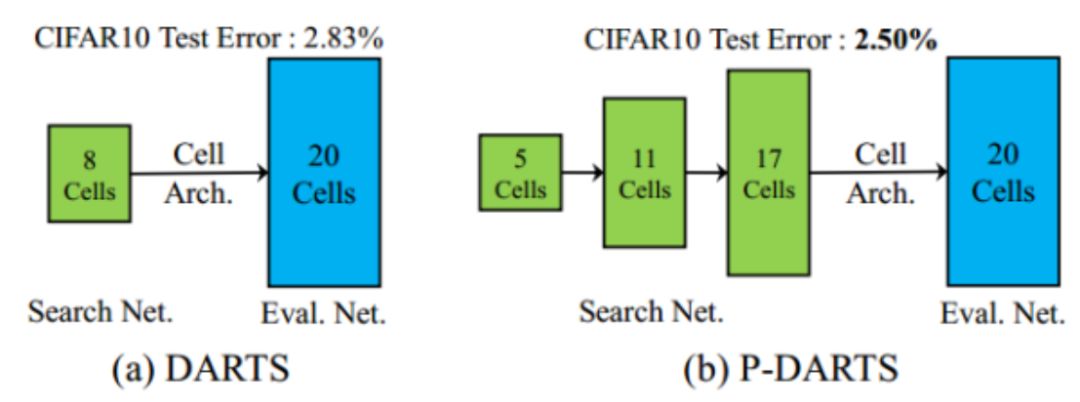 CIFAR10 Test Error : 2.83%
8
Cells
Cell
Arch.
20
Cells
Search Net.
Eval. Net.
(a) DARTS
CIFAR10 Test Error : 2.50%
5
Cells
11
Cells
17
Cells
Cell
Arch.
20
Cells
Search Net.
Eval. Net.
(b) P-DARTS